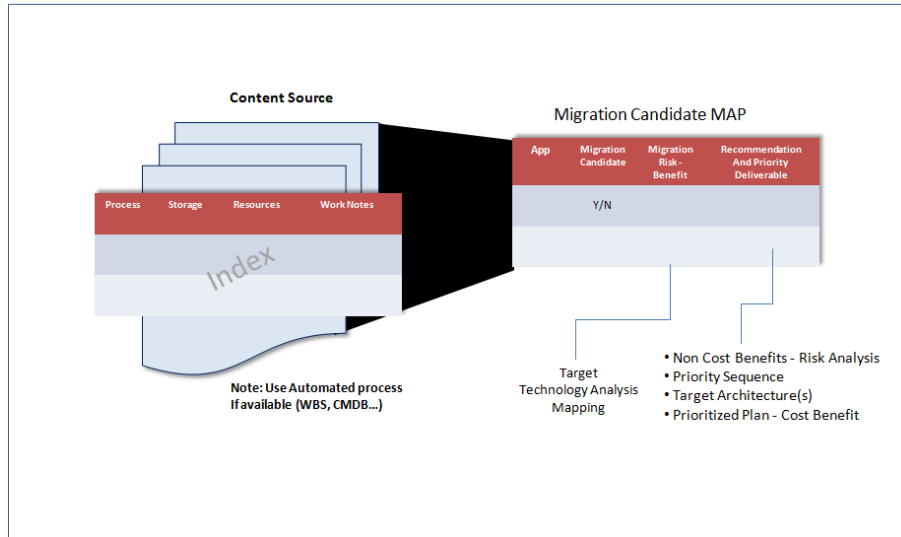 Content Source
Process Storage Resources Work Notes
Index
Note: Use Automated process
If available (WBS, CMDB...)
Migration Candidate MAP
App Migration Candidate Migration Risk - Benefit Recommendation And Priority Deliverable
Y/N
Target
Technology Analysis
Mapping
• Non Cost Benefits - Risk Analysis
• Priority Sequence
• Target Architecture(s)
• Prioritized Plan - Cost Benefit